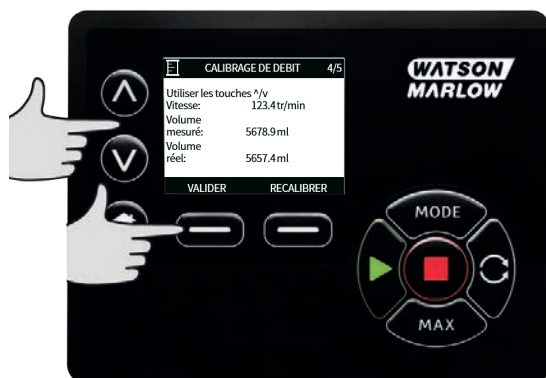 CALIBRAGE DE DEBIT 4/5
Utiliser les touches ^/v
Vitesse: 123.4 tr/min
Volume
mesuré: 5678.9 ml
Volume
réel: 5657.4 ml
VALIDER RECALIBRER
WATSON
MARLOW
MODE
MAX